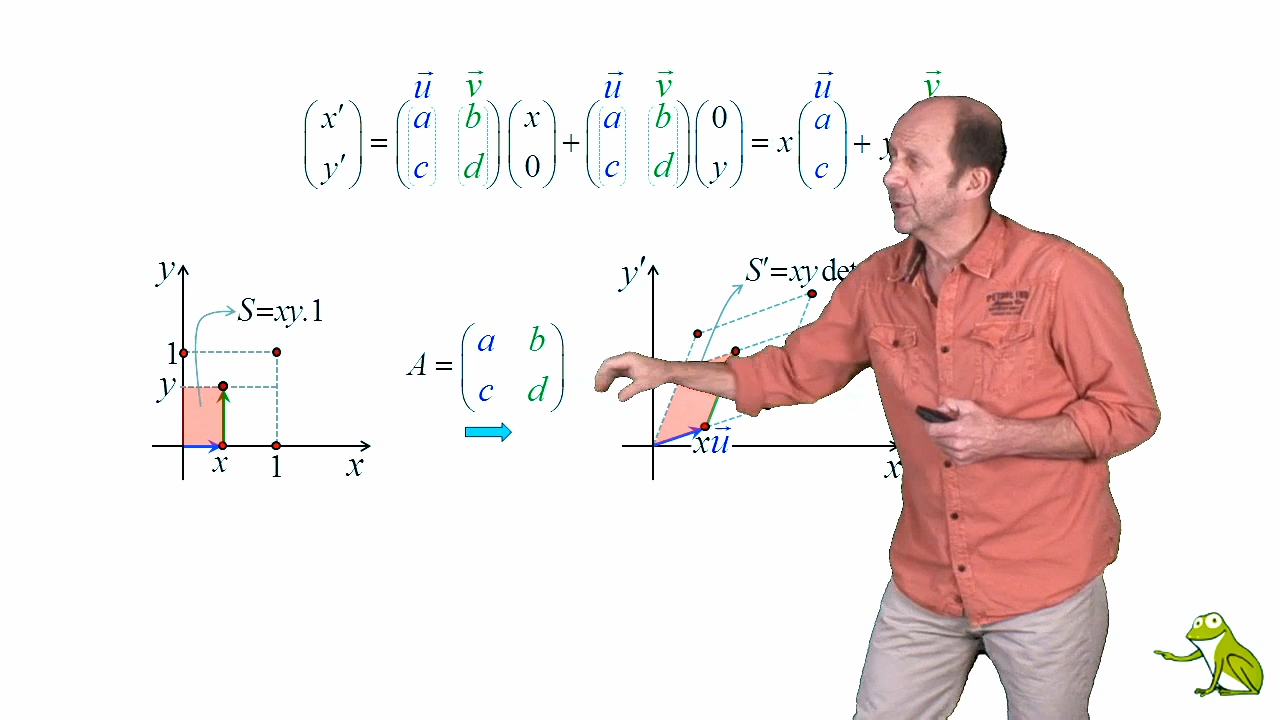 u⃗ v⃗ u⃗ v⃗ u⃗ v⃗
(x′ y′) = (a b c d)(x 0) + (a b c d)(0 y) = x(a c) +
y
S=xy.1
1
y
x
1
x
A = (a b c d)
y′
S′=xy det
xu⃗
x